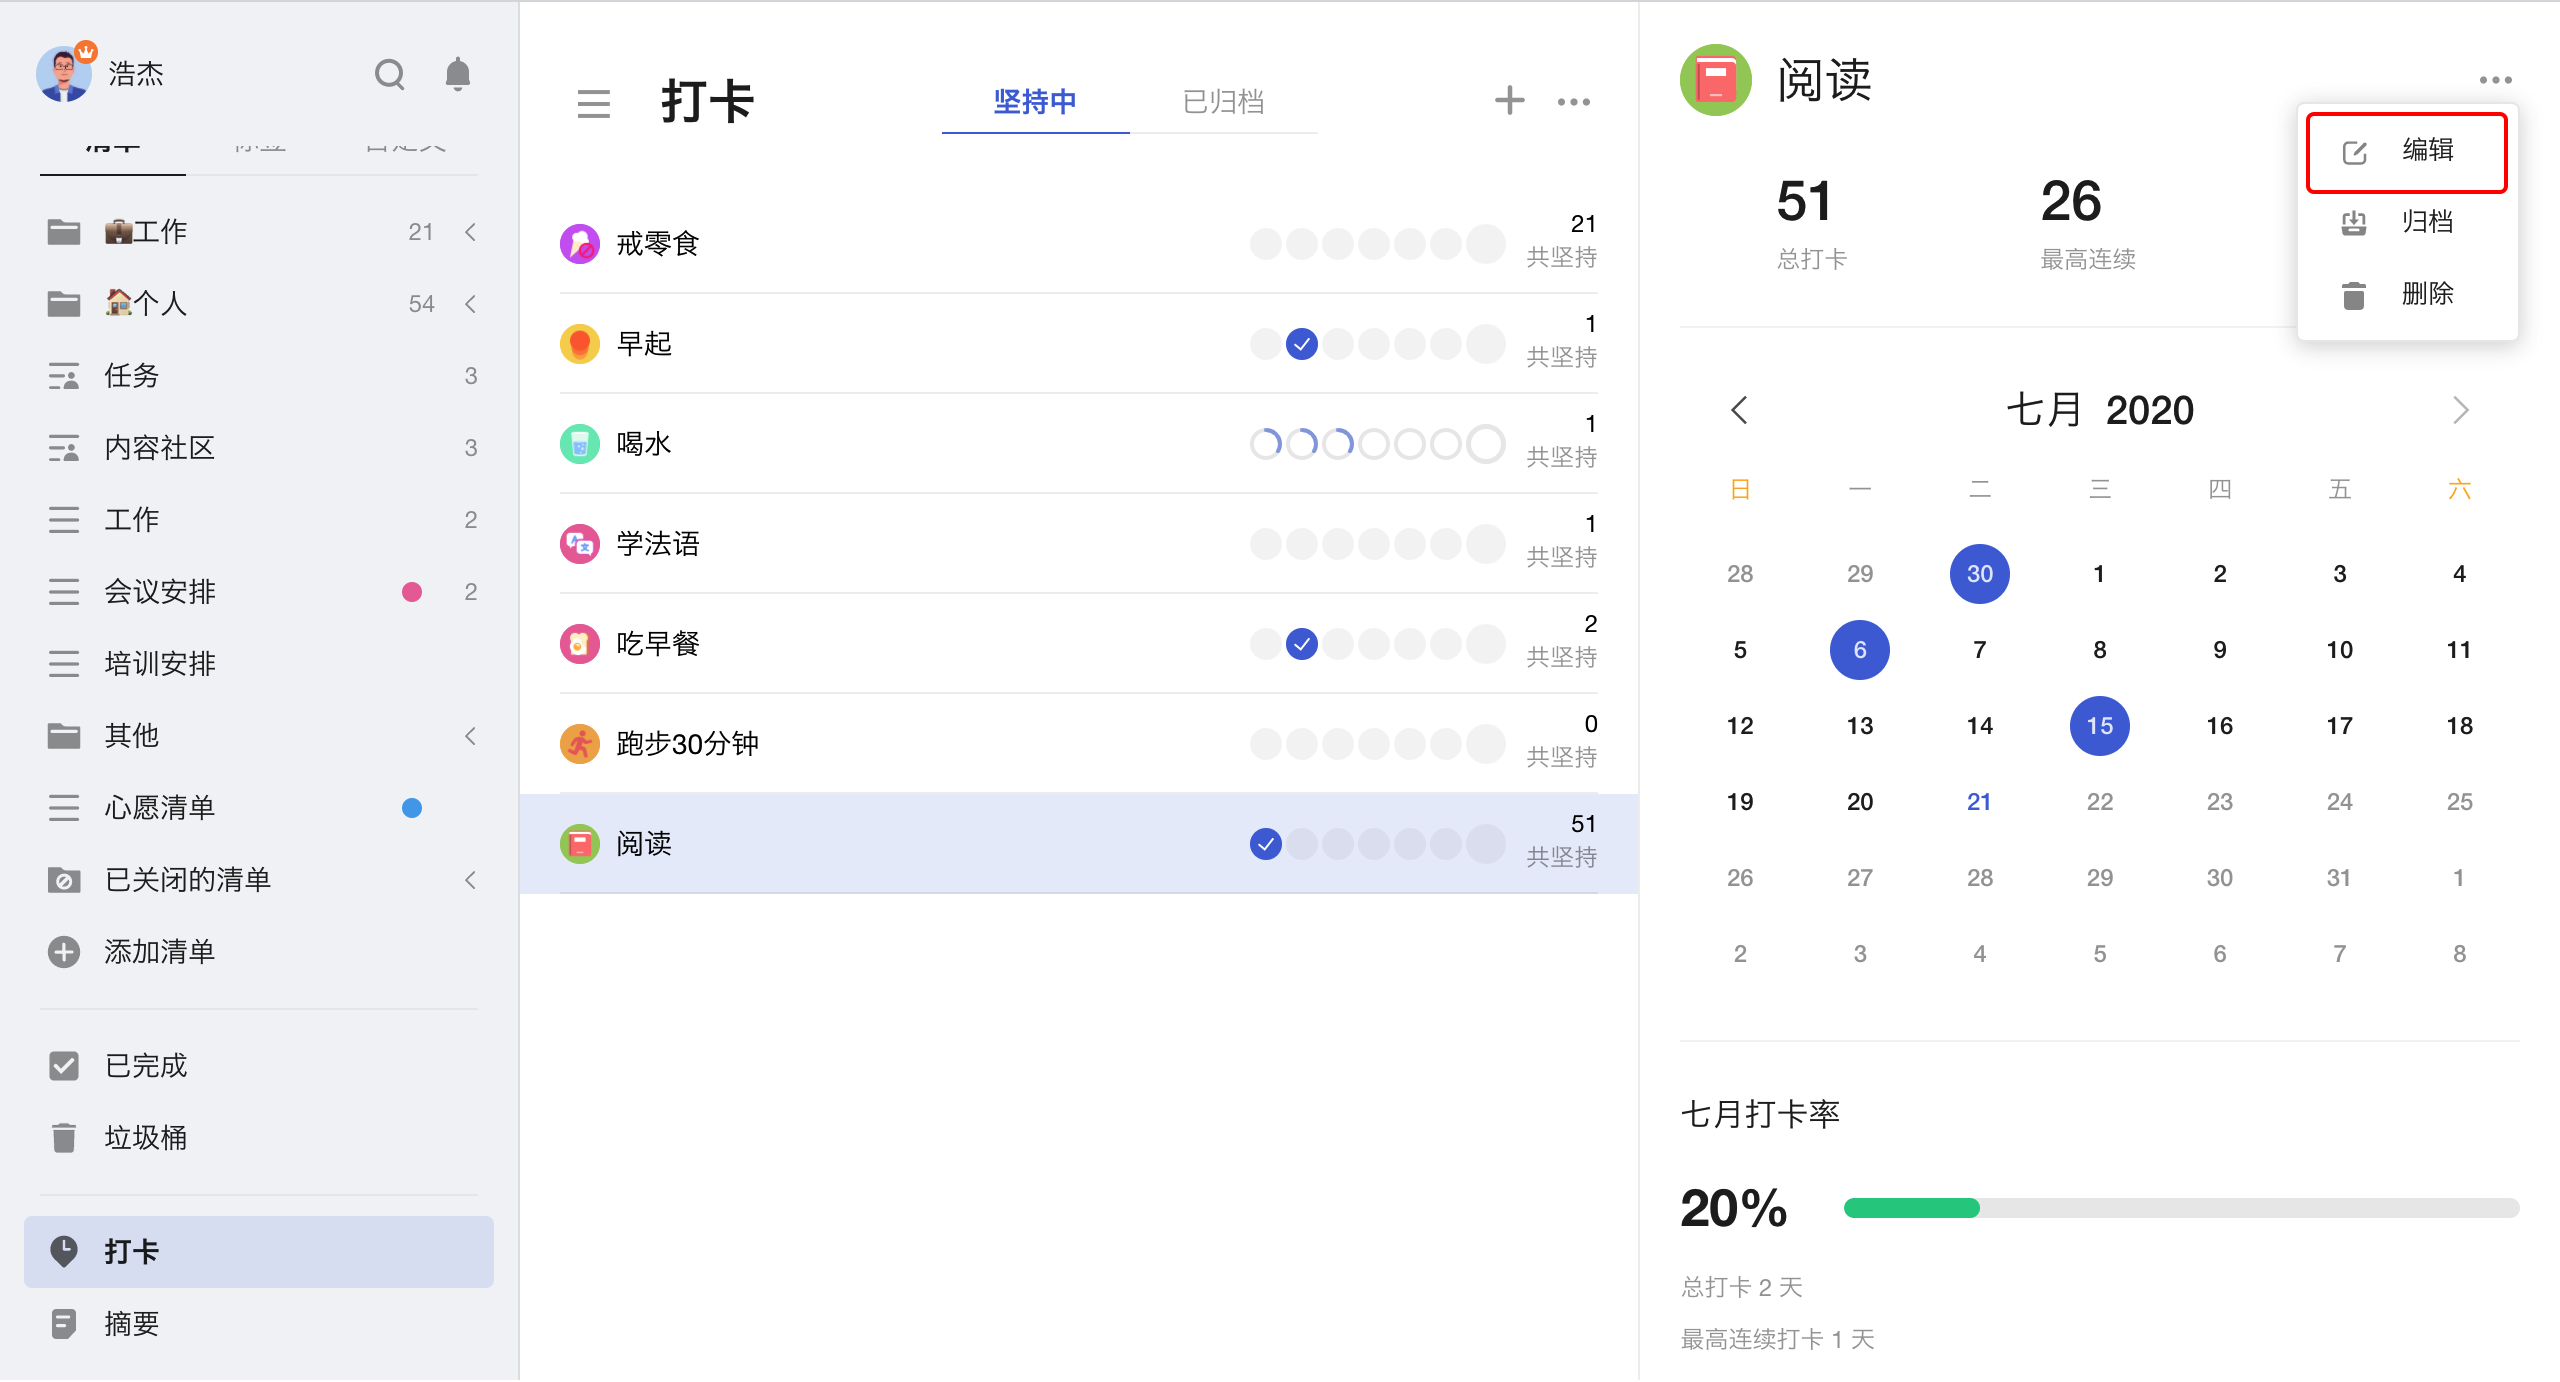 浩杰
清单 标签 自定义
工作 21
个人 54
任务 3
内容社区 3
工作 2
会议安排 2
培训安排
其他
心愿清单
已关闭的清单
添加清单
已完成
垃圾桶
打卡
摘要
打卡 坚持中 已归档
戒零食 21 共坚持
早起 1 共坚持
喝水 1 共坚持
学法语 1 共坚持
吃早餐 2 共坚持
跑步30分钟 0 共坚持
阅读 51 共坚持
阅读
编辑
归档
删除
51 26
总打卡 最高连续
七月 2020
日 一 二 三 四 五 六
28 29 30 1 2 3 4
5 6 7 8 9 10 11
12 13 14 15 16 17 18
19 20 21 22 23 24 25
26 27 28 29 30 31 1
2 3 4 5 6 7 8
七月打卡率
20%
总打卡 2 天
最高连续打卡 1 天